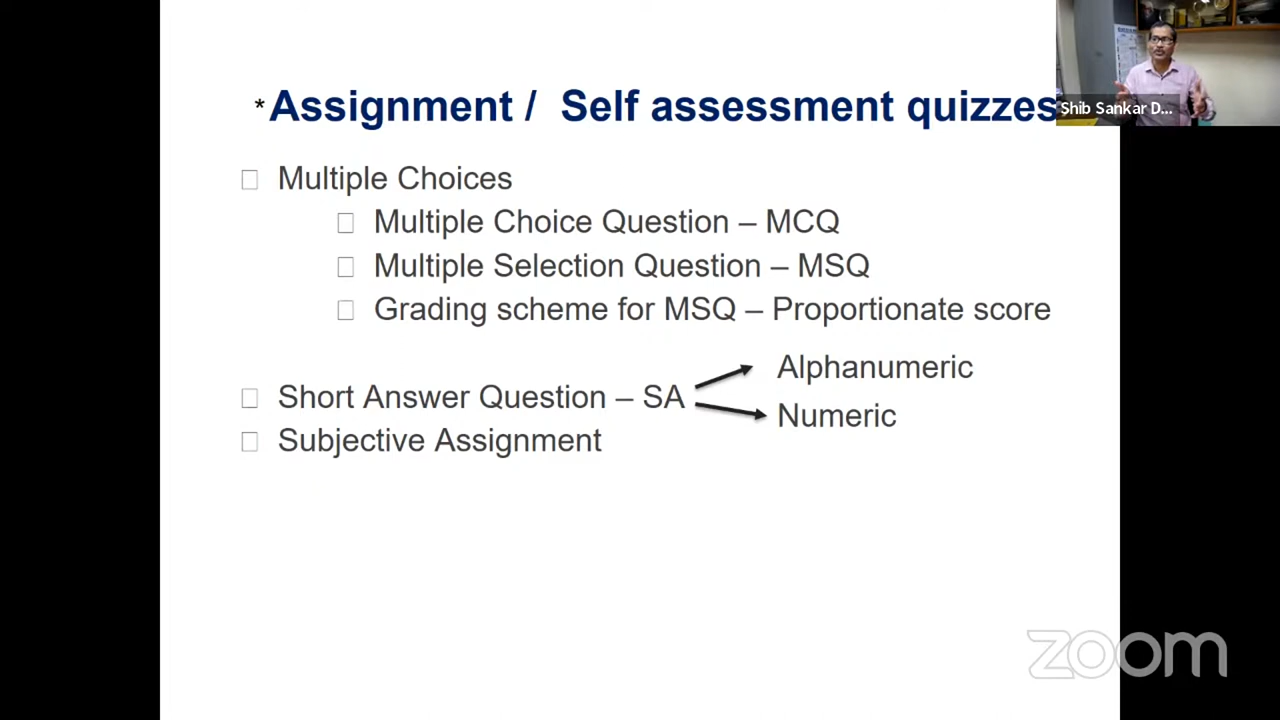 *Assignment / Self assessment quizzes
Shib Sankar D...
Multiple Choices
Multiple Choice Question – MCQ
Multiple Selection Question – MSQ
Grading scheme for MSQ – Proportionate score
Short Answer Question – SA
Alphanumeric
Numeric
Subjective Assignment
zoom